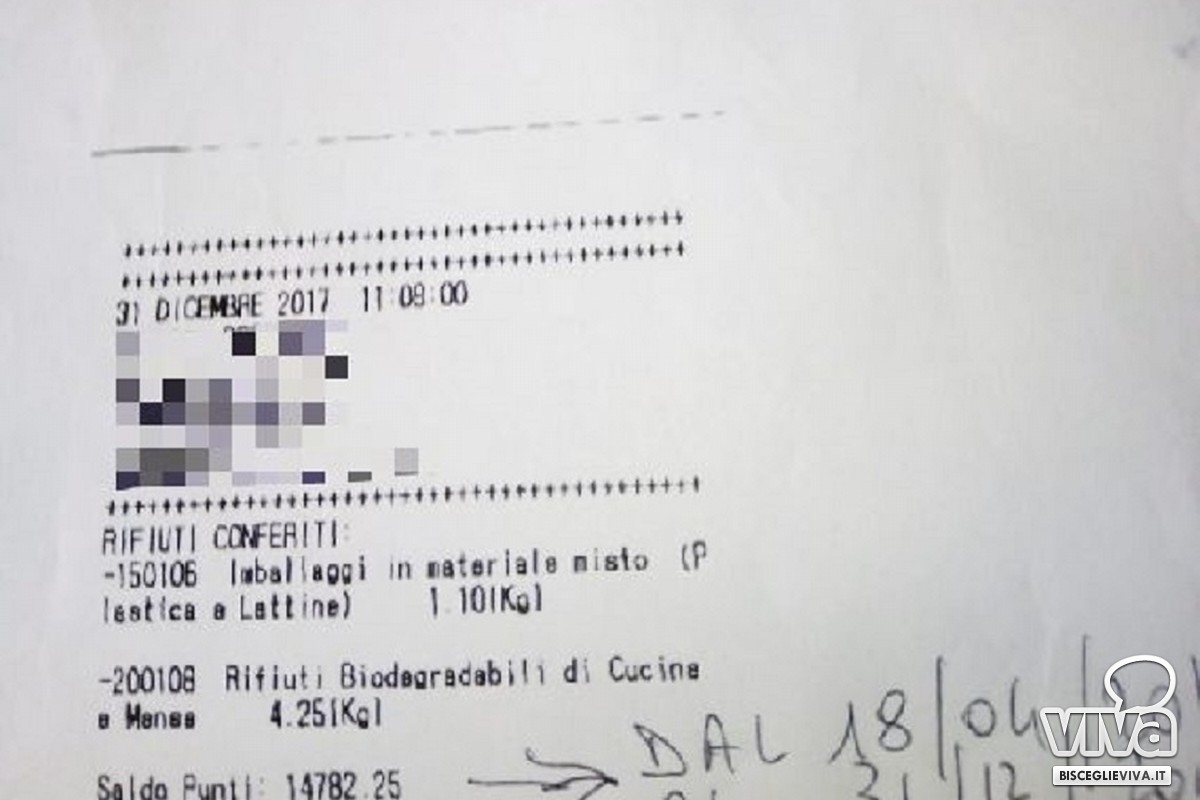 ++++++++++++++++++++++++++++++++++++++++++
++++++++++++++++++++++++++++++++++++++++++
31 DICEMBRE 2017 11:08:00
++++++++++++++++++++++++++++++++++++++++++
RIFIUTI CONFERITI:
-150106 Imballaggi in materiale misto (P
lastica e Lattine) 1.10[Kg]
-200108 Rifiuti Biodegradabili di Cucine
e Mense 4.25[Kg]
Saldo Punti: 14782.25
DAL 18/04/
31/12/
viva
BISCEGLIEVIVA.IT